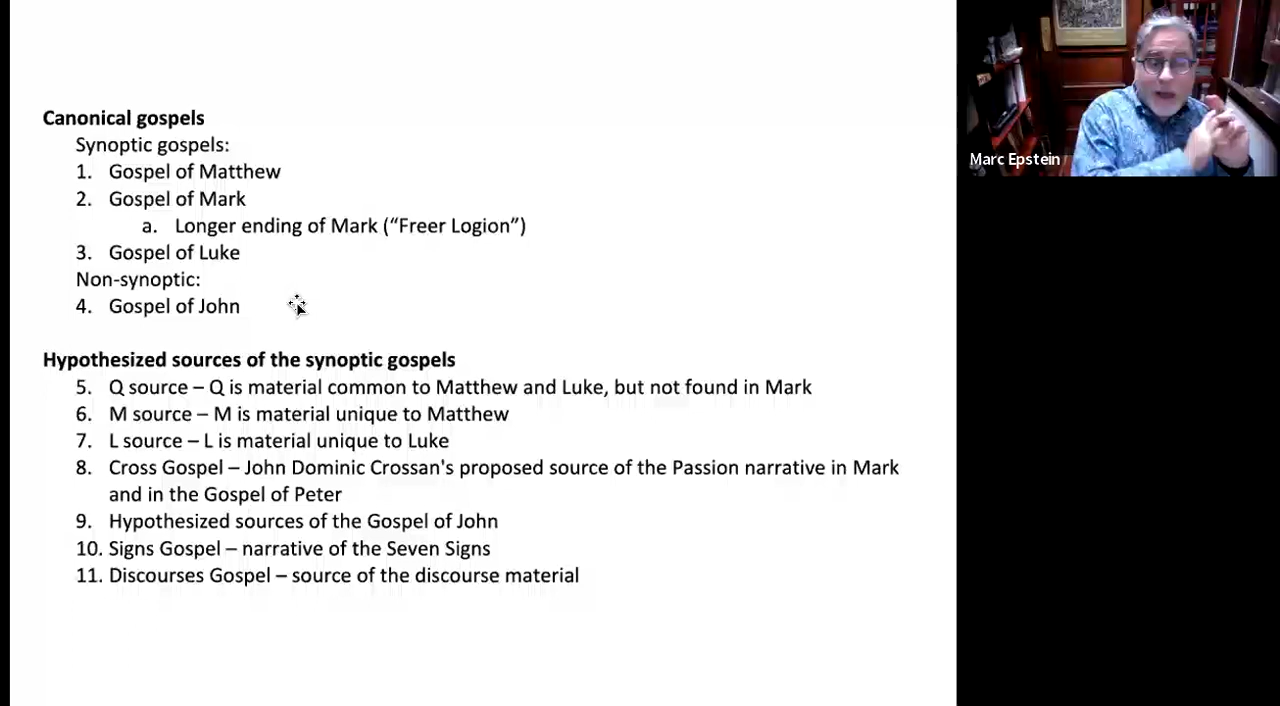 Canonical gospels
Synoptic gospels:
1. Gospel of Matthew
2. Gospel of Mark
a. Longer ending of Mark (“Freer Logion”)
3. Gospel of Luke
Non-synoptic:
4. Gospel of John
Hypothesized sources of the synoptic gospels
5. Q source – Q is material common to Matthew and Luke, but not found in Mark
6. M source – M is material unique to Matthew
7. L source – L is material unique to Luke
8. Cross Gospel – John Dominic Crossan's proposed source of the Passion narrative in Mark
and in the Gospel of Peter
9. Hypothesized sources of the Gospel of John
10. Signs Gospel – narrative of the Seven Signs
11. Discourses Gospel – source of the discourse material
Marc Epstein